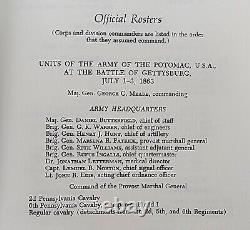 Official Rosters
(Corps and division commanders are listed in the order
that they assumed command.)
UNITS OF THE ARMY OF THE POTOMAC, U.S.A.,
AT THE BATTLE OF GETTYSBURG,
JULY 1–3, 1863
Maj. Gen. George G. Meade, commanding
ARMY HEADQUARTERS
Maj. Gen. Daniel Butterfield, chief of staff
Brig. Gen. G. K. Warren, chief of engineers
Brig. Gen. Henry J. Hunt, chief of artillery
Brig. Gen. Marsena R. Patrick, provost marshal general
Brig. Gen. Seth Williams, assistant adjutant general
Brig. Gen. Rufus Ingalls, chief quartermaster
Dr. Jonathan Letterman, medical director
Capt. L. B. Norton, chief signal officer
Lt. John R. Edie, acting chief ordnance officer
Command of the Provost Marshal General
2d Pennsylvania Cavalry
6th Pennsylvania Cavalry,
Regular cavalry (detachments 5th, and 6th Regiments)